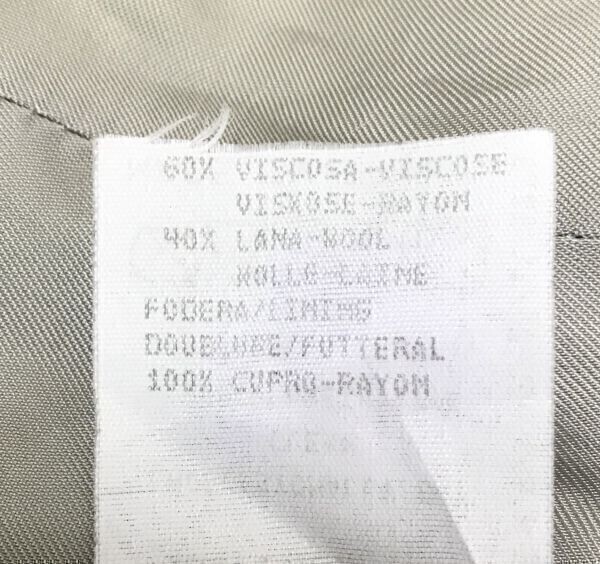 60% VISCOSA-VISCOSE
VISKOSE-RAYON
40% LANA-WOOL
WOLLE-LAINE
FODERA/LINING
DOUBLURE/FUTTERAL
100% CUPRO-RAYON